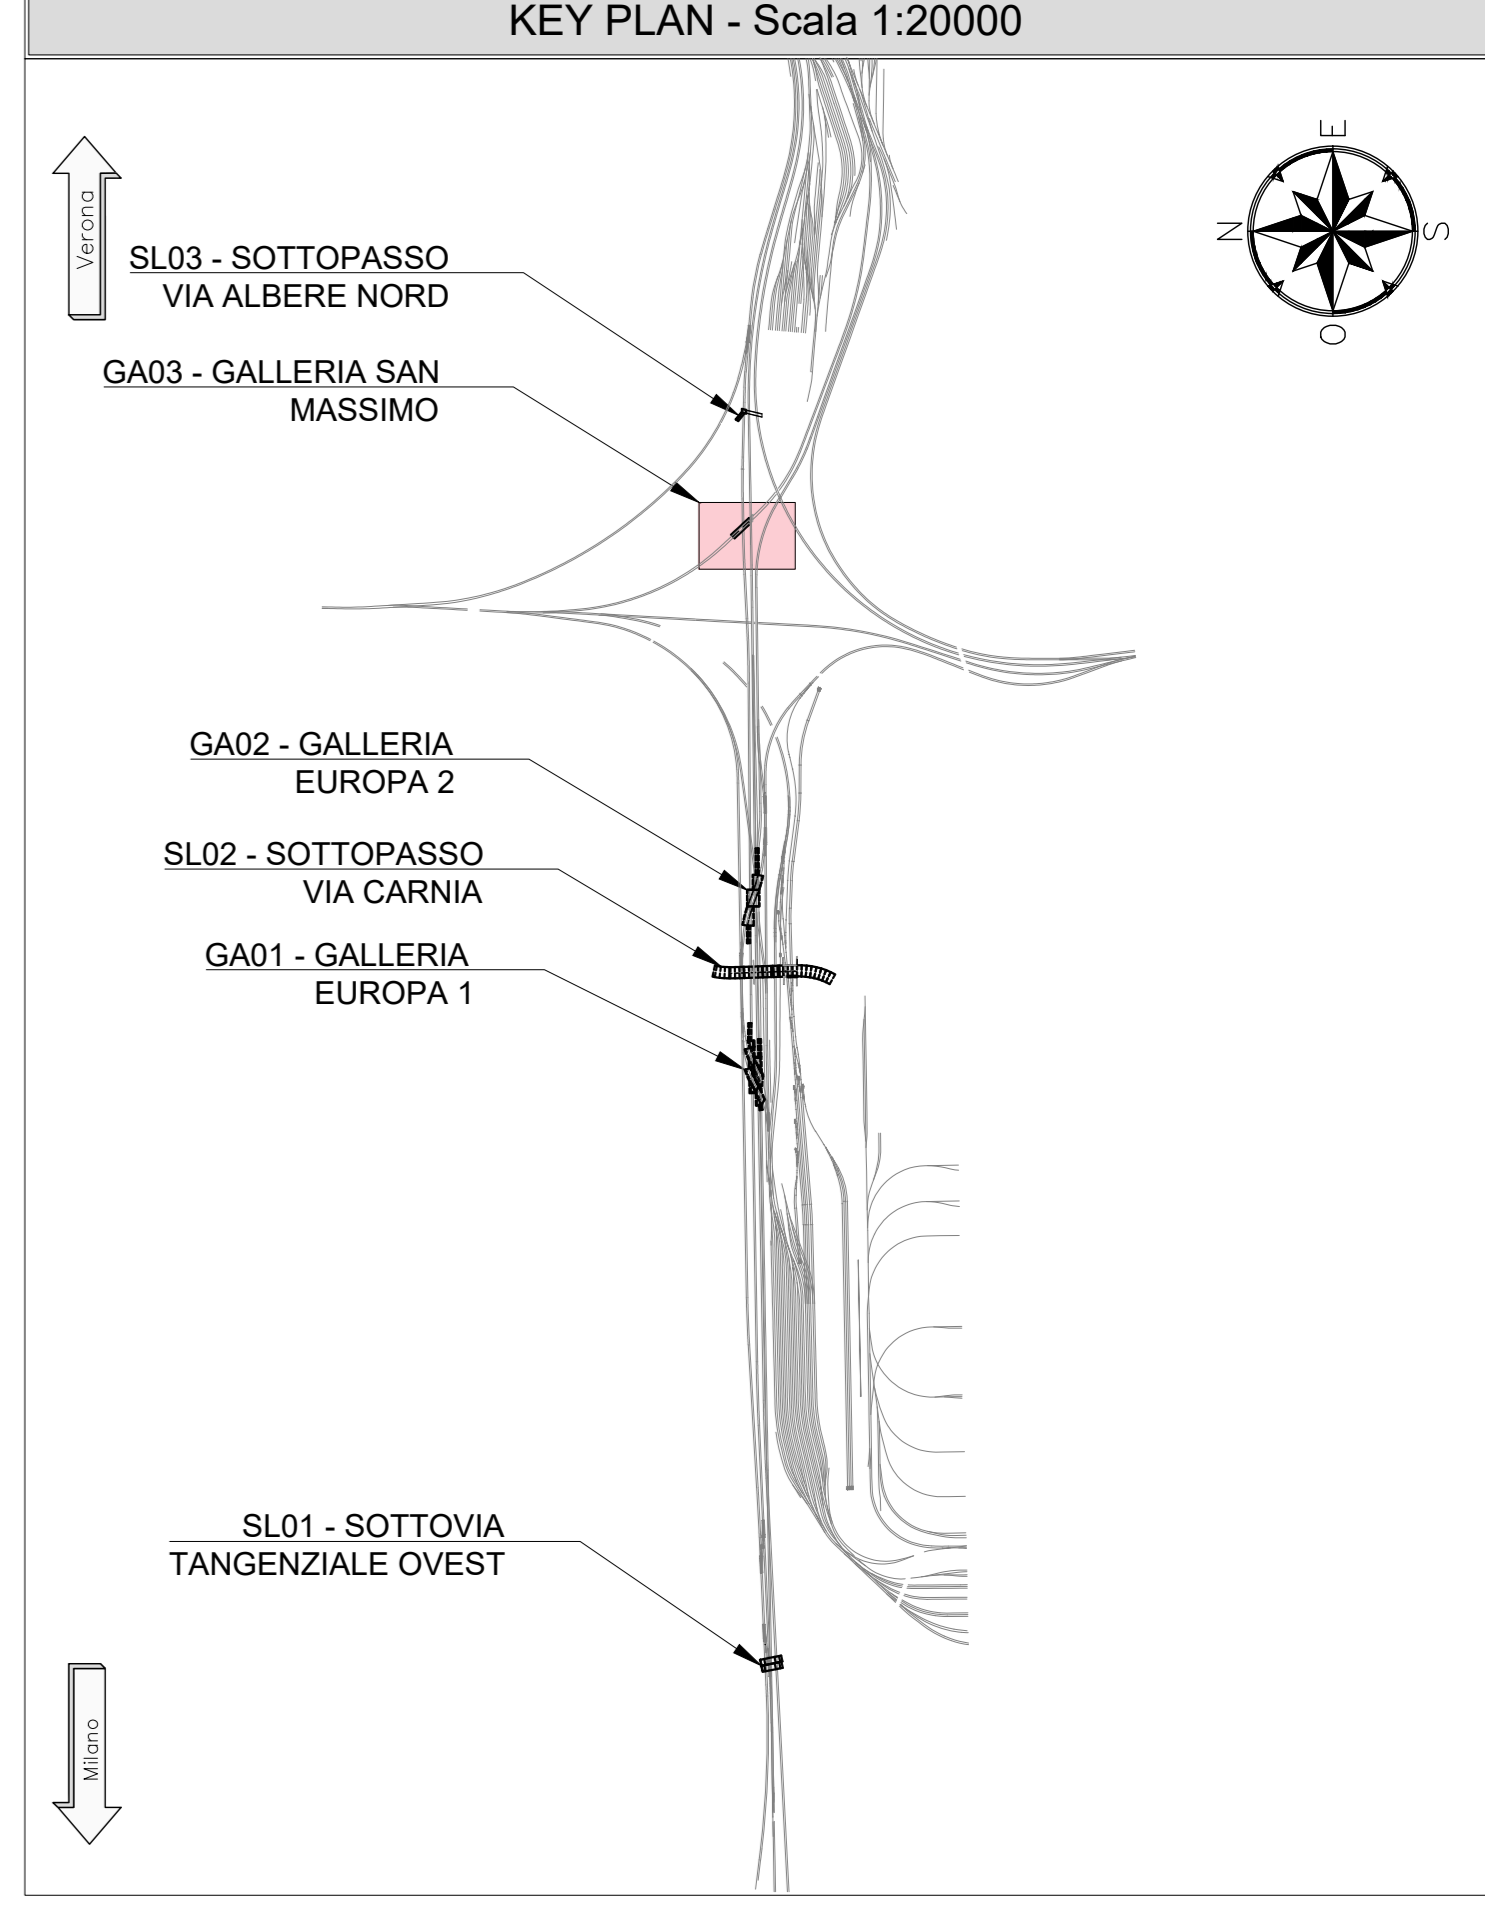 KEY PLAN - Scala 1:20000
E
N
S
O
Verona
SL03 - SOTTOPASSO
VIA ALBERE NORD
GA03 - GALLERIA SAN
MASSIMO
GA02 - GALLERIA
EUROPA 2
SL02 - SOTTOPASSO
VIA CARNIA
GA01 - GALLERIA
EUROPA 1
SL01 - SOTTOVIA
TANGENZIALE OVEST
Milano